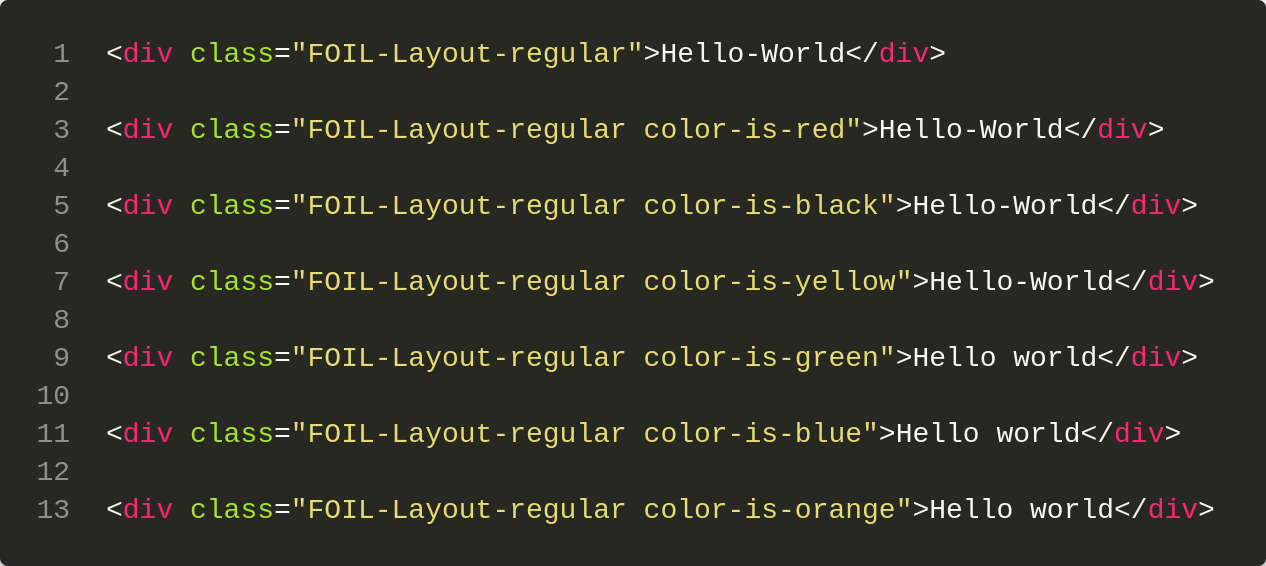 1 <div class="FOIL-Layout-regular">Hello-World</div>
2
3 <div class="FOIL-Layout-regular color-is-red">Hello-World</div>
4
5 <div class="FOIL-Layout-regular color-is-black">Hello-World</div>
6
7 <div class="FOIL-Layout-regular color-is-yellow">Hello-World</div>
8
9 <div class="FOIL-Layout-regular color-is-green">Hello world</div>
10
11 <div class="FOIL-Layout-regular color-is-blue">Hello world</div>
12
13 <div class="FOIL-Layout-regular color-is-orange">Hello world</div>